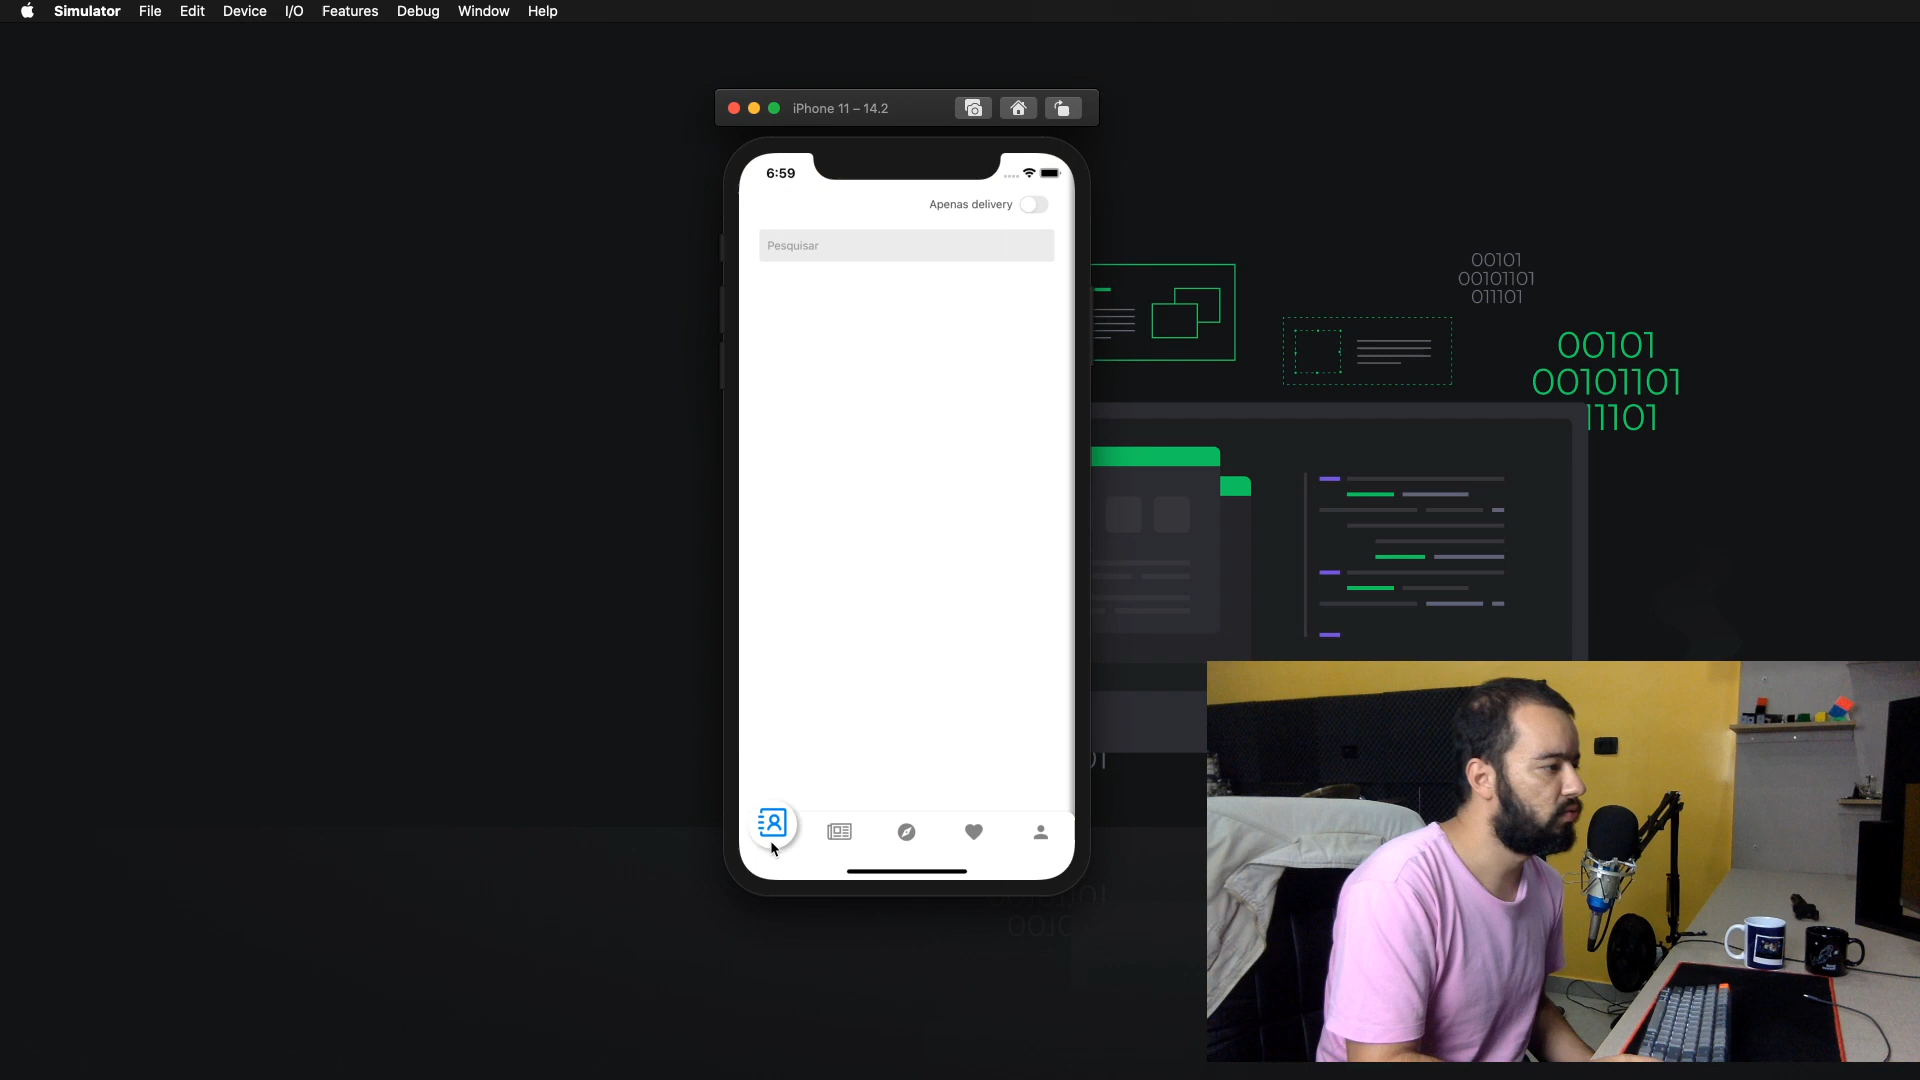 Simulator File Edit Device I/O Features Debug Window Help
iPhone 11 – 14.2
6:59
Apenas delivery
Pesquisar
00101
00101101
011101
00101
00101101
11101